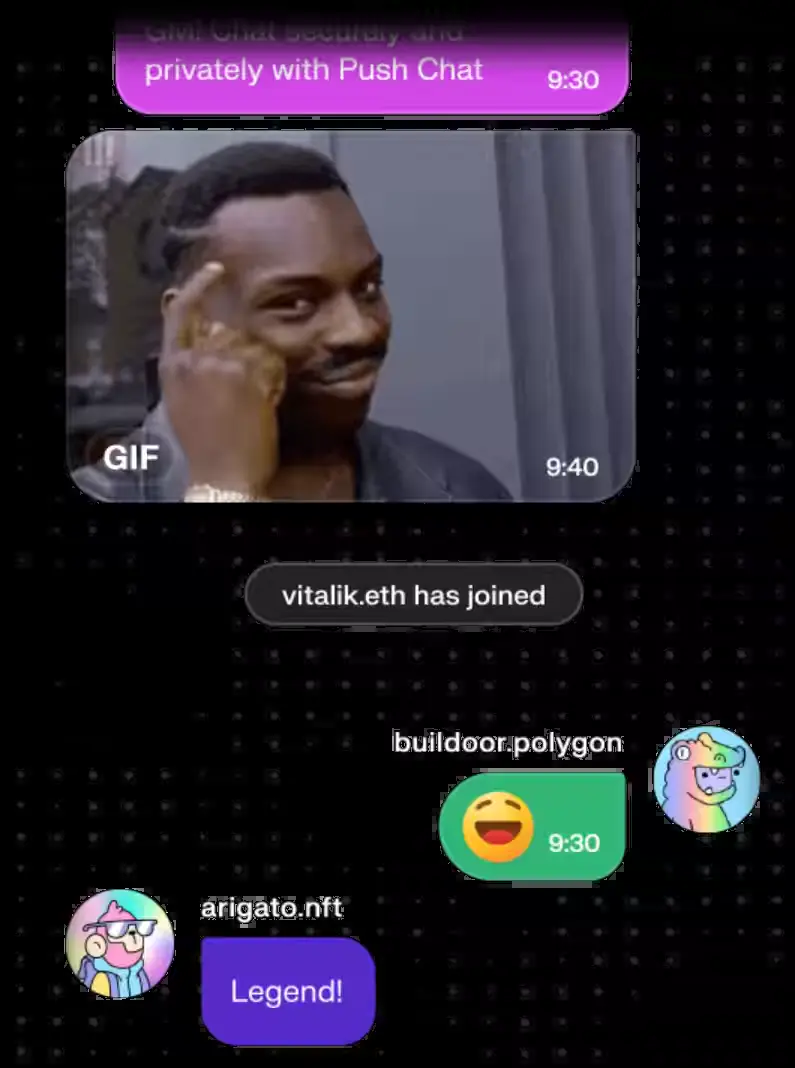 GM! Chat securely and
privately with Push Chat
9:30
GIF
9:40
vitalik.eth has joined
buildoor.polygon
9:30
arigato.nft
Legend!